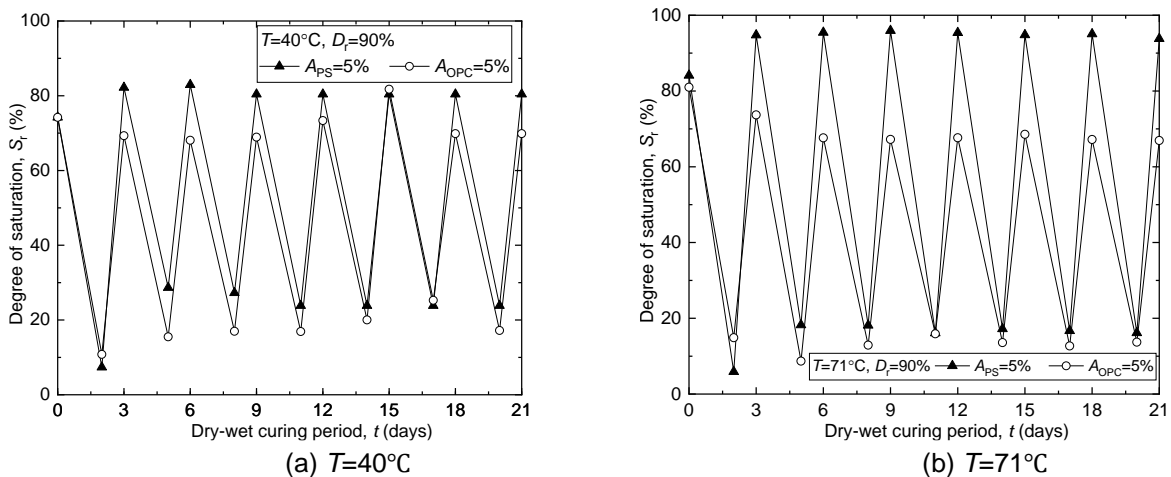 100
80
60
40
20
0
Degree of saturation, Sr (%)
T=40°C, Dr=90%
APS=5% AOPC=5%
0 3 6 9 12 15 18 21
Dry-wet curing period, t (days)
(a) T=40℃
100
80
60
40
20
0
Degree of saturation, Sr (%)
T=71°C, Dr=90% APS=5% AOPC=5%
0 3 6 9 12 15 18 21
Dry-wet curing period, t (days)
(b) T=71℃